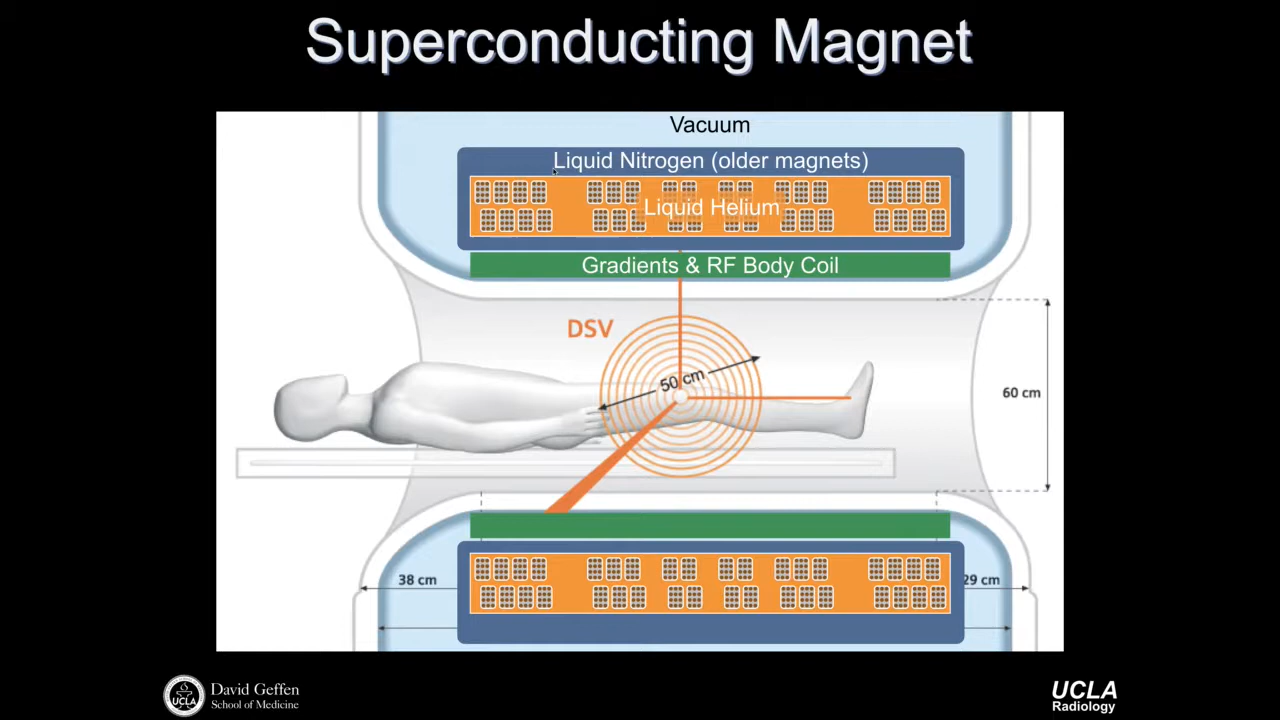 Superconducting Magnet
Vacuum
Liquid Nitrogen (older magnets)
Liquid Helium
Gradients & RF Body Coil
DSV
50 cm
60 cm
38 cm
29 cm
UCLA
David Geffen
School of Medicine
UCLA
Radiology